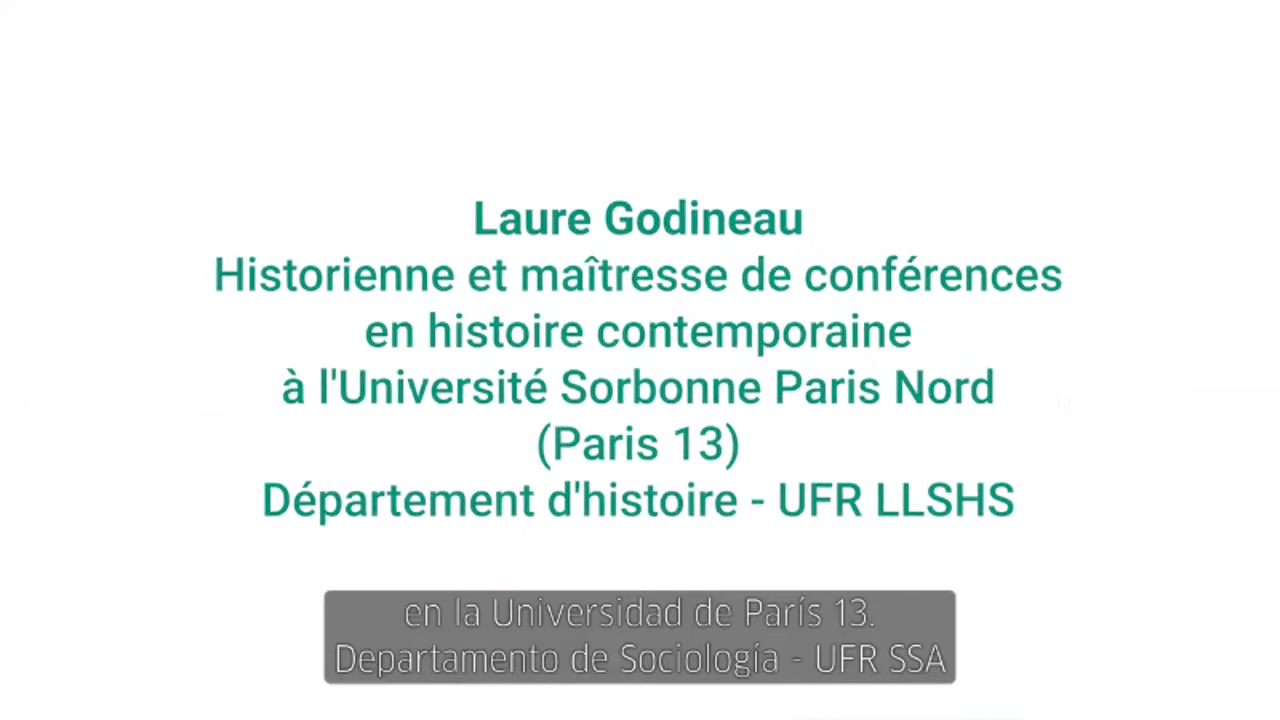 Laure Godineau
Historienne et maîtresse de conférences
en histoire contemporaine
à l'Université Sorbonne Paris Nord
(Paris 13)
Département d'histoire - UFR LLSHS
en la Universidad de París 13.
Departamento de Sociología - UFR SSA